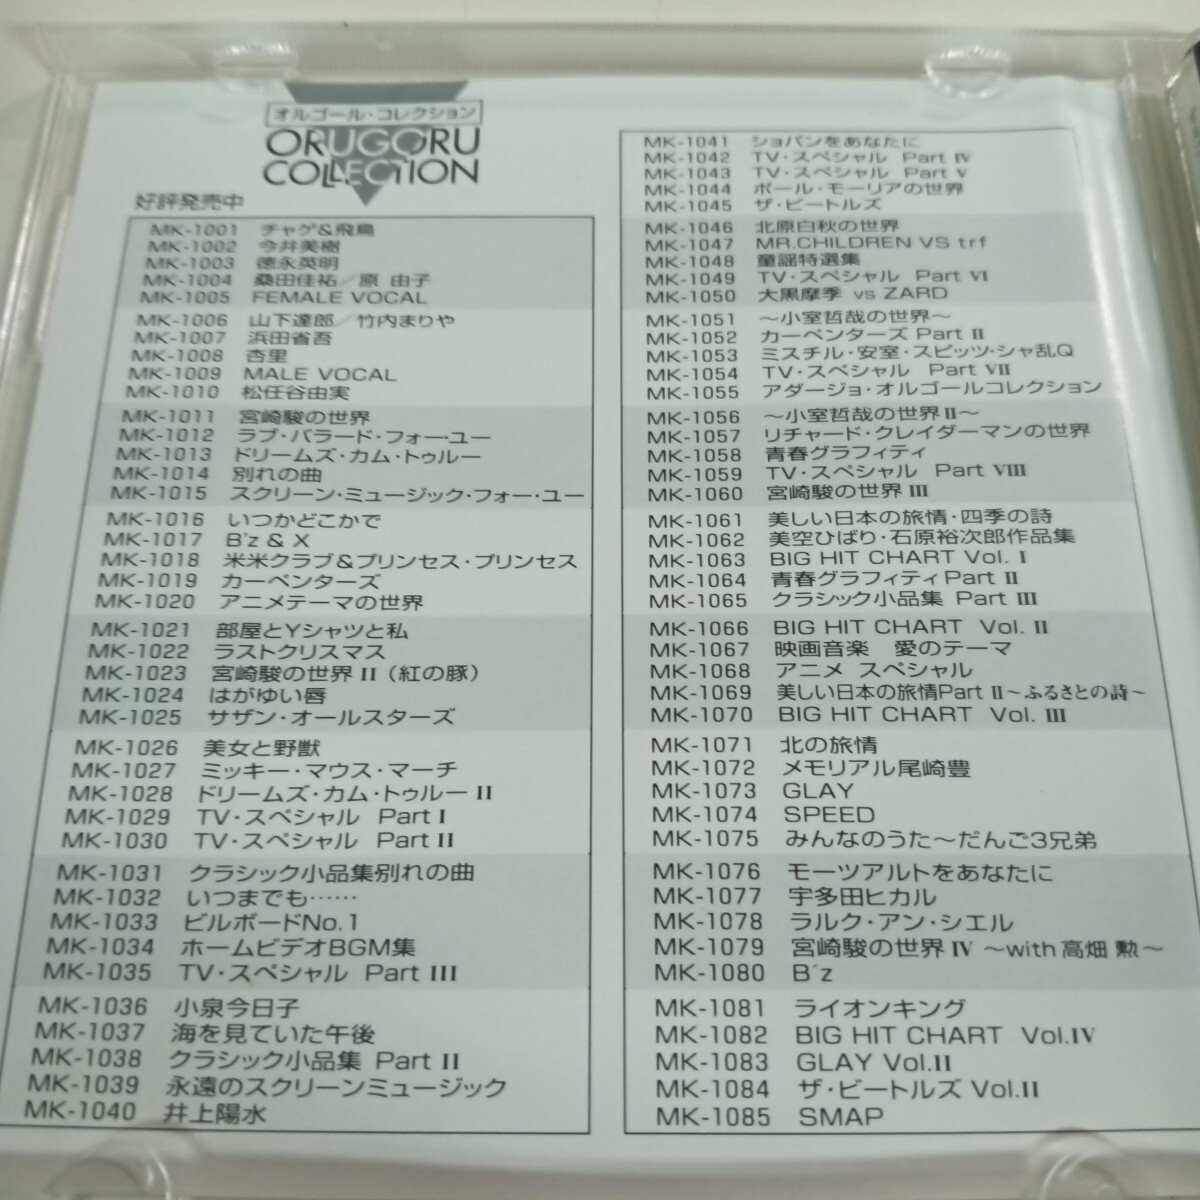 オルゴール・コレクション
ORUGORU
COLLECTION
好評発売中
MK-1001 チャゲ&飛鳥
MK-1002 今井美樹
MK-1003 徳永英明
MK-1004 桑田佳祐/原 由子
MK-1005 FEMALE VOCAL
MK-1006 山下達郎/竹内まりや
MK-1007 浜田省吾
MK-1008 杏里
MK-1009 MALE VOCAL
MK-1010 松任谷由実
MK-1011 宮崎駿の世界
MK-1012 ラブ・バラード・フォー・ユー
MK-1013 ドリームズ・カム・トゥルー
MK-1014 別れの曲
MK-1015 スクリーン・ミュージック・フォー・ユー
MK-1016 いつかどこかで
MK-1017 B'z & X
MK-1018 米米クラブ&プリンセス・プリンセス
MK-1019 カーペンターズ
MK-1020 アニメテーマの世界
MK-1021 部屋とYシャツと私
MK-1022 ラストクリスマス
MK-1023 宮崎駿の世界 II (紅の豚)
MK-1024 はがゆい唇
MK-1025 サザン・オールスターズ
MK-1026 美女と野獣
MK-1027 ミッキー・マウス・マーチ
MK-1028 ドリームズ・カム・トゥルー II
MK-1029 TV・スペシャル Part I
MK-1030 TV・スペシャル Part II
MK-1031 クラシック小品集別れの曲
MK-1032 いつまでも……
MK-1033 ビルボードNo.1
MK-1034 ホームビデオBGM集
MK-1035 TV・スペシャル Part III
MK-1036 小泉今日子
MK-1037 海を見ていた午後
MK-1038 クラシック小品集 Part II
MK-1039 永遠のスクリーンミュージック
MK-1040 井上陽水
MK-1041 ショパンをあなたに
MK-1042 TV・スペシャル Part IV
MK-1043 TV・スペシャル Part V
MK-1044 ポール・モーリアの世界
MK-1045 ザ・ビートルズ
MK-1046 北原白秋の世界
MK-1047 MR.CHILDREN VS trf
MK-1048 童謡特選集
MK-1049 TV・スペシャル Part VI
MK-1050 大黒摩季 vs ZARD
MK-1051 ～小室哲哉の世界～
MK-1052 カーペンターズ Part II
MK-1053 ミスチル・安室・スピッツ・シャ乱Q
MK-1054 TV・スペシャル Part VII
MK-1055 アダージョ・オルゴールコレクション
MK-1056 ～小室哲哉の世界 II～
MK-1057 リチャード・クレイダーマンの世界
MK-1058 青春グラフィティ
MK-1059 TV・スペシャル Part VIII
MK-1060 宮崎駿の世界 III
MK-1061 美しい日本の旅情・四季の詩
MK-1062 美空ひばり・石原裕次郎作品集
MK-1063 BIG HIT CHART Vol. I
MK-1064 青春グラフィティ Part II
MK-1065 クラシック小品集 Part III
MK-1066 BIG HIT CHART Vol. II
MK-1067 映画音楽 愛のテーマ
MK-1068 アニメ スペシャル
MK-1069 美しい日本の旅情Part II～ふるさとの詩～
MK-1070 BIG HIT CHART Vol. III
MK-1071 北の旅情
MK-1072 メモリアル尾崎豊
MK-1073 GLAY
MK-1074 SPEED
MK-1075 みんなのうた～だんご3兄弟
MK-1076 モーツアルトをあなたに
MK-1077 宇多田ヒカル
MK-1078 ラルク・アン・シエル
MK-1079 宮崎駿の世界 IV ～with 高畑 勲～
MK-1080 B'z
MK-1081 ライオンキング
MK-1082 BIG HIT CHART Vol.IV
MK-1083 GLAY Vol.II
MK-1084 ザ・ビートルズ Vol.II
MK-1085 SMAP